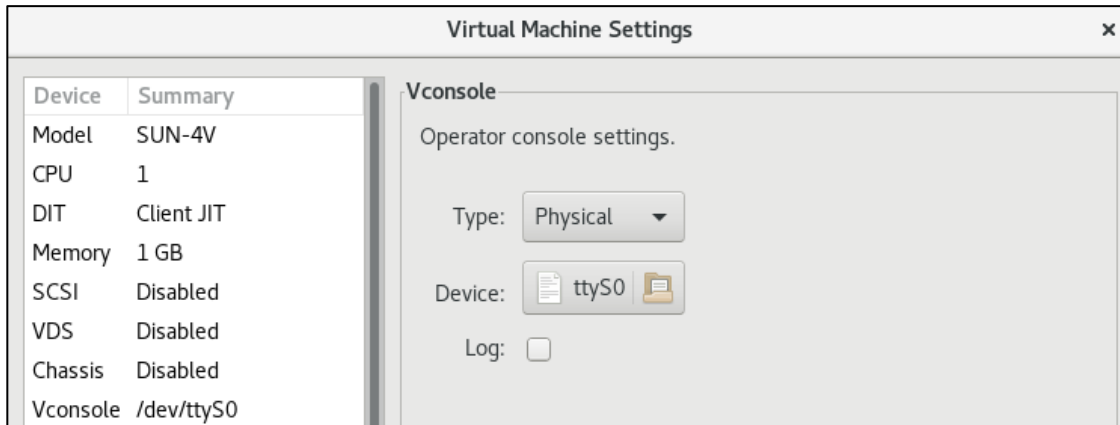 Virtual Machine Settings ×
Device Summary
Model SUN-4V
CPU 1
DIT Client JIT
Memory 1 GB
SCSI Disabled
VDS Disabled
Chassis Disabled
Vconsole /dev/ttyS0
Vconsole
Operator console settings.
Type: Physical
Device: ttyS0
Log: